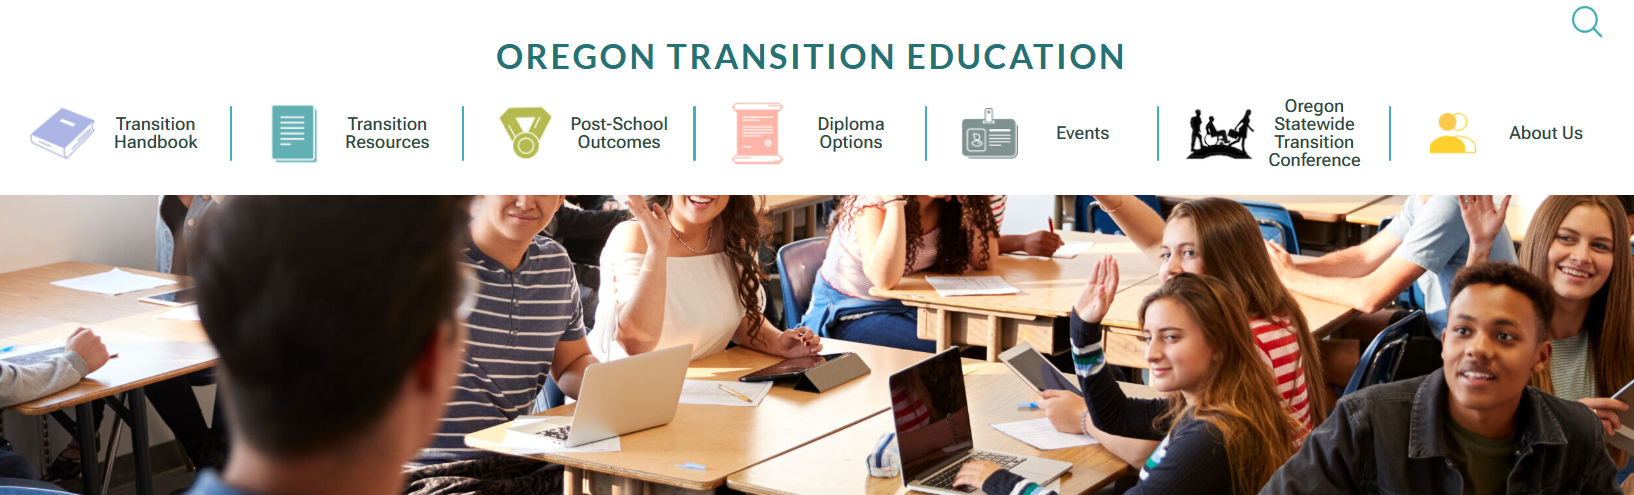 OREGON TRANSITION EDUCATION
Transition
Handbook
Transition
Resources
Post-School
Outcomes
Diploma
Options
Events
Oregon
Statewide
Transition
Conference
About Us